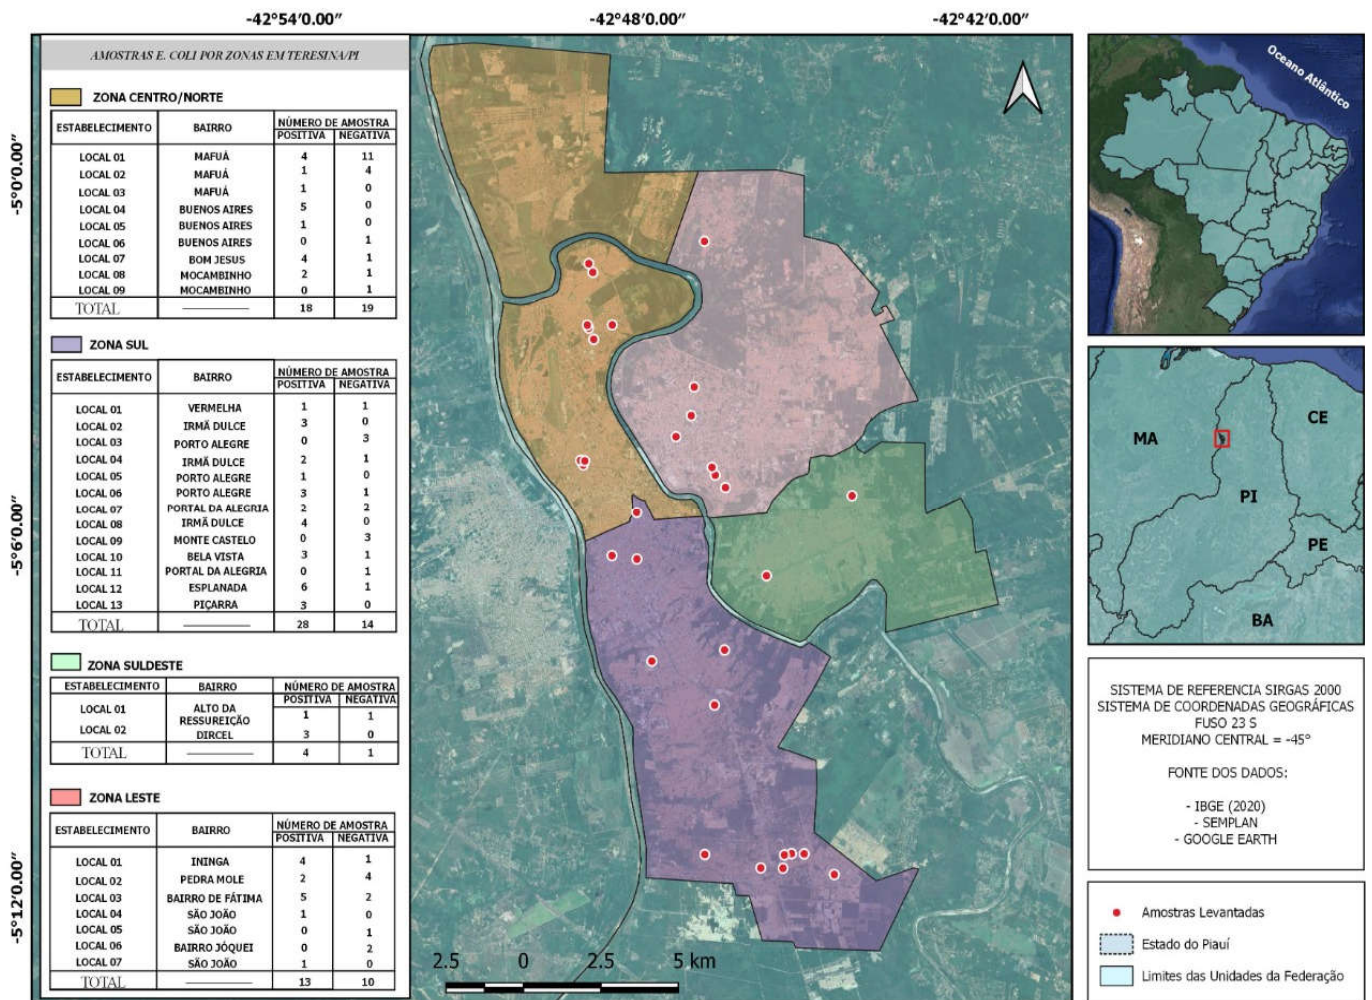 -42°54'0.00" -42°48'0.00" -42°42'0.00"
-5°0'0.00"
-5°6'0.00"
-5°12'0.00"
AMOSTRAS E. COLI POR ZONAS EM TERESINA/PI
ZONA CENTRO/NORTE
ESTABELECIMENTO BAIRRO NÚMERO DE AMOSTRA
POSITIVA NEGATIVA
LOCAL 01 MAFUÁ 4 11
LOCAL 02 MAFUÁ 1 4
LOCAL 03 MAFUÁ 1 0
LOCAL 04 BUENOS AIRES 5 0
LOCAL 05 BUENOS AIRES 1 0
LOCAL 06 BUENOS AIRES 0 1
LOCAL 07 BOM JESUS 4 1
LOCAL 08 MOCAMBINHO 2 1
LOCAL 09 MOCAMBINHO 0 1
TOTAL 18 19
ZONA SUL
ESTABELECIMENTO BAIRRO NÚMERO DE AMOSTRA
POSITIVA NEGATIVA
LOCAL 01 VERMELHA 1 1
LOCAL 02 IRMÃ DULCE 3 0
LOCAL 03 PORTO ALEGRE 0 3
LOCAL 04 IRMÃ DULCE 2 1
LOCAL 05 PORTO ALEGRE 1 0
LOCAL 06 PORTO ALEGRE 3 1
LOCAL 07 PORTAL DA ALEGRIA 2 2
LOCAL 08 IRMÃ DULCE 4 0
LOCAL 09 MONTE CASTELO 0 3
LOCAL 10 BELA VISTA 3 1
LOCAL 11 PORTAL DA ALEGRIA 0 1
LOCAL 12 ESPLANADA 6 1
LOCAL 13 PIÇARRA 3 0
TOTAL 28 14
ZONA SULDESTE
ESTABELECIMENTO BAIRRO NÚMERO DE AMOSTRA
POSITIVA NEGATIVA
LOCAL 01 ALTO DA RESSUREIÇÃO 1 1
LOCAL 02 DIRCEL 3 0
TOTAL 4 1
ZONA LESTE
ESTABELECIMENTO BAIRRO NÚMERO DE AMOSTRA
POSITIVA NEGATIVA
LOCAL 01 ININGA 4 1
LOCAL 02 PEDRA MOLE 2 4
LOCAL 03 BAIRRO DE FÁTIMA 5 2
LOCAL 04 SÃO JOÃO 1 0
LOCAL 05 SÃO JOÃO 0 1
LOCAL 06 BAIRRO JÓQUEI 0 2
LOCAL 07 SÃO JOÃO 1 0
TOTAL 13 10
2.5 0 2.5 5 km
Oceano Atlântico
MA
CE
PI
PE
BA
SISTEMA DE REFERENCIA SIRGAS 2000
SISTEMA DE COORDENADAS GEOGRÁFICAS
FUSO 23 S
MERIDIANO CENTRAL = -45°
FONTE DOS DADOS:
- IBGE (2020)
- SEMPLAN
- GOOGLE EARTH
Amostras Levantadas
Estado do Piauí
Limites das Unidades da Federação